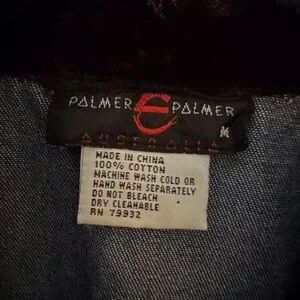 PALMER E PALMER
M
AUSTRALIA
MADE IN CHINA
100% COTTON
MACHINE WASH COLD OR
HAND WASH SEPARATELY
DO NOT BLEACH
DRY CLEANABLE
RN 79932